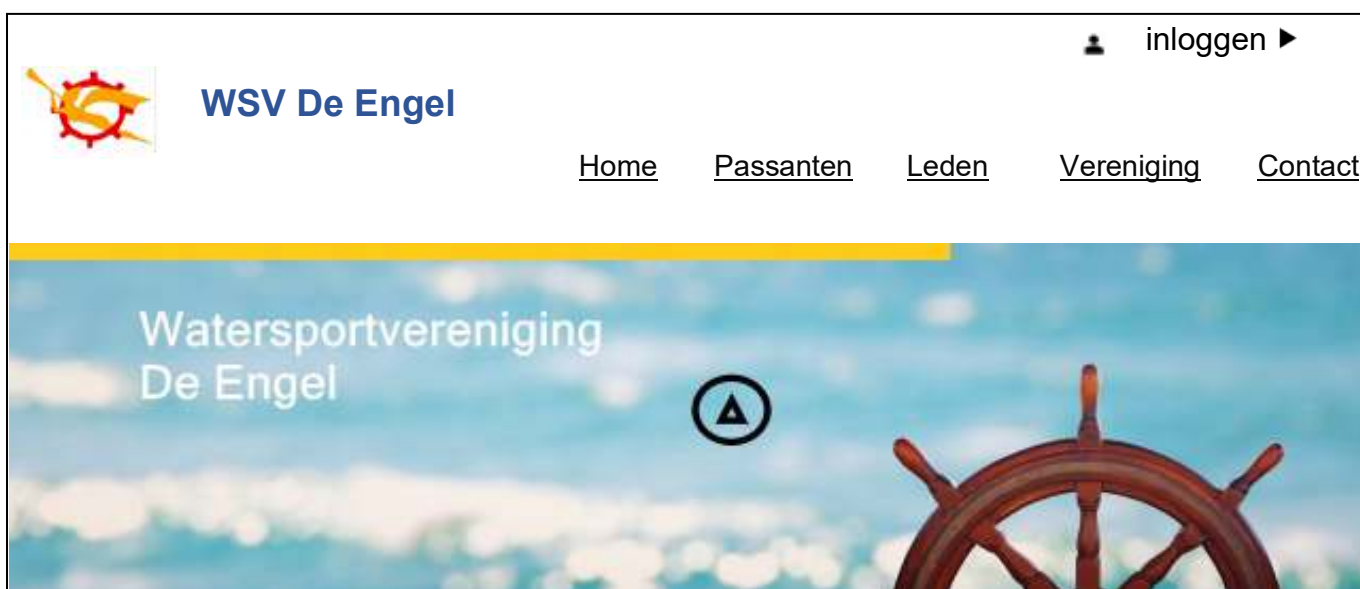 inloggen ►
WSV De Engel
Home Passanten Leden Vereniging Contact
Watersportvereniging
De Engel